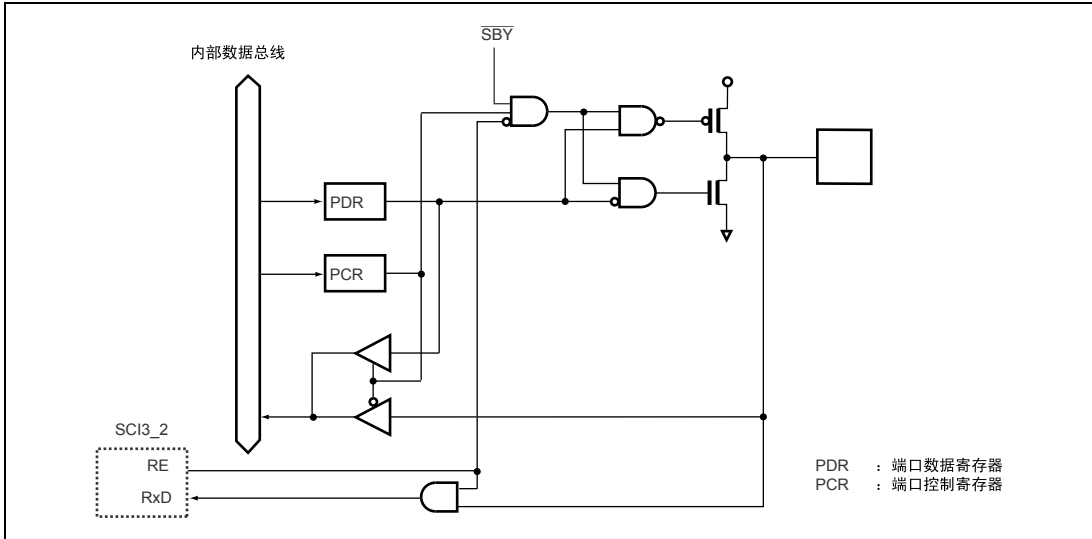 SBY
内部数据总线
PDR
PCR
SCI3_2
RE
RxD
PDR : 端口数据寄存器
PCR : 端口控制寄存器